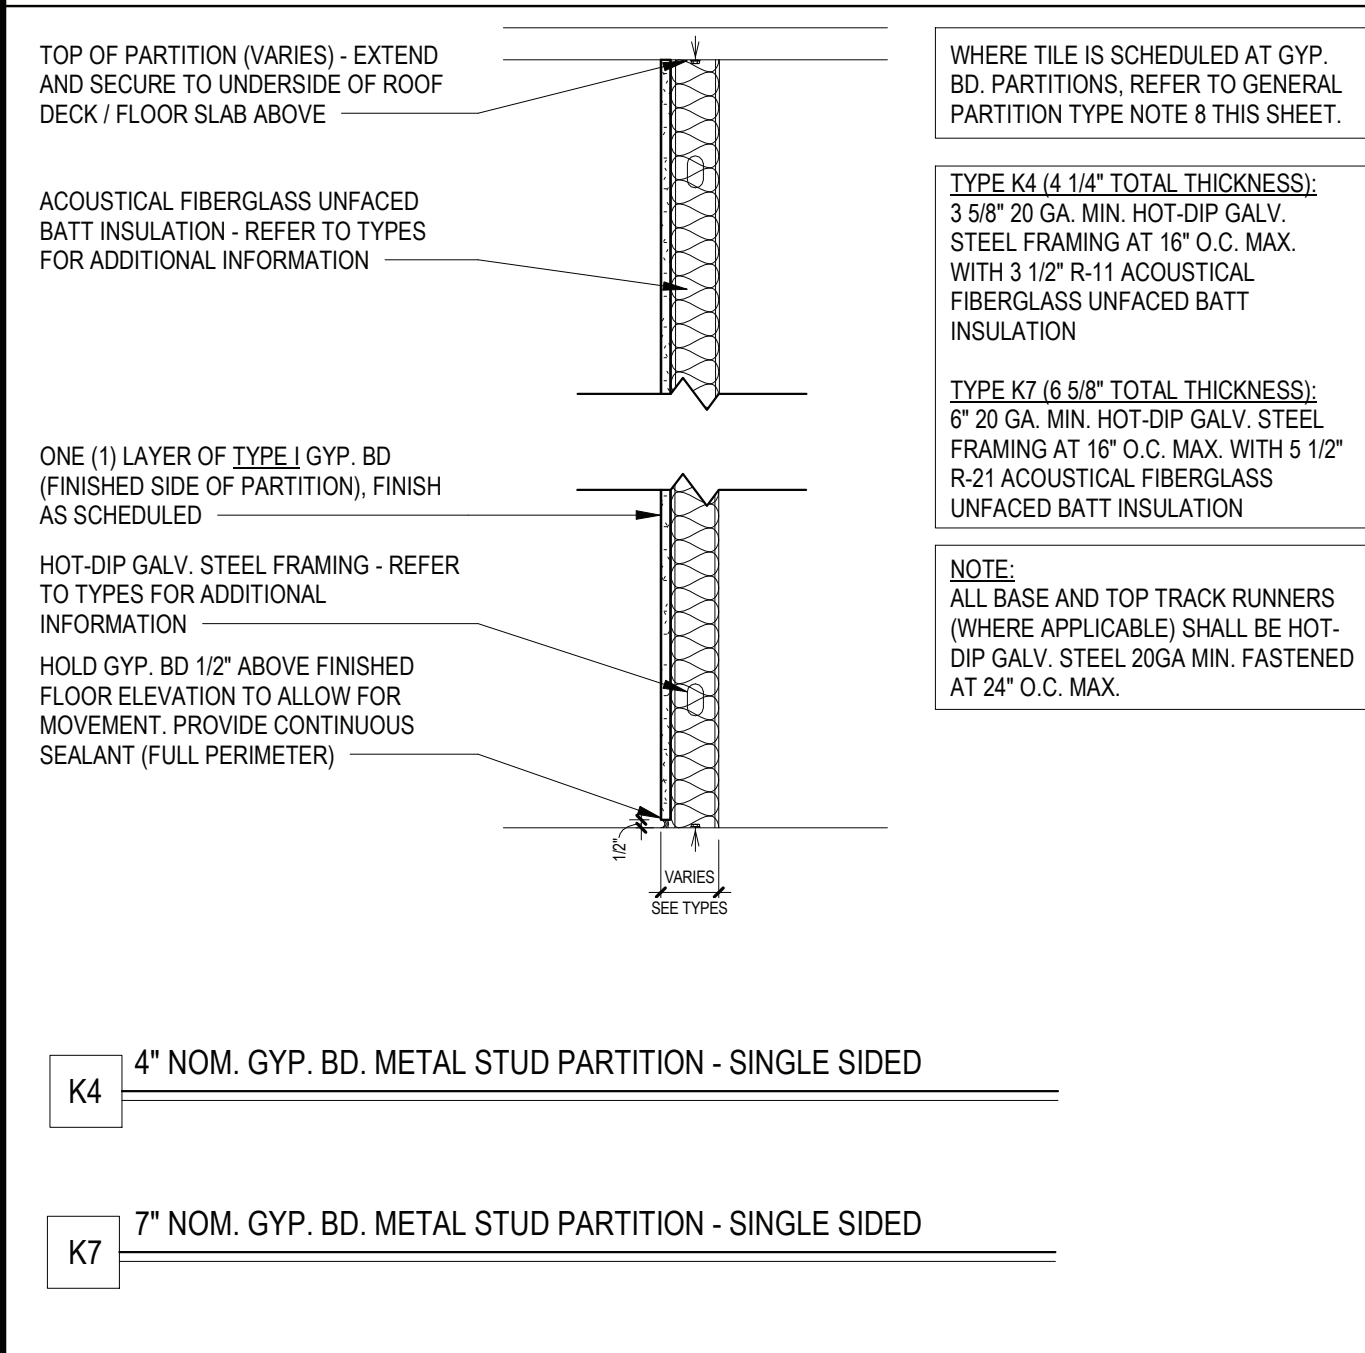 TOP OF PARTITION (VARIES) - EXTEND
AND SECURE TO UNDERSIDE OF ROOF
DECK / FLOOR SLAB ABOVE
ACOUSTICAL FIBERGLASS UNFACED
BATT INSULATION - REFER TO TYPES
FOR ADDITIONAL INFORMATION
ONE (1) LAYER OF TYPE I GYP. BD
(FINISHED SIDE OF PARTITION), FINISH
AS SCHEDULED
HOT-DIP GALV. STEEL FRAMING - REFER
TO TYPES FOR ADDITIONAL
INFORMATION
HOLD GYP. BD 1/2" ABOVE FINISHED
FLOOR ELEVATION TO ALLOW FOR
MOVEMENT. PROVIDE CONTINUOUS
SEALANT (FULL PERIMETER)
1/2"
VARIES
SEE TYPES
WHERE TILE IS SCHEDULED AT GYP.
BD. PARTITIONS, REFER TO GENERAL
PARTITION TYPE NOTE 8 THIS SHEET.
TYPE K4 (4 1/4" TOTAL THICKNESS):
3 5/8" 20 GA. MIN. HOT-DIP GALV.
STEEL FRAMING AT 16" O.C. MAX.
WITH 3 1/2" R-11 ACOUSTICAL
FIBERGLASS UNFACED BATT
INSULATION
TYPE K7 (6 5/8" TOTAL THICKNESS):
6" 20 GA. MIN. HOT-DIP GALV. STEEL
FRAMING AT 16" O.C. MAX. WITH 5 1/2"
R-21 ACOUSTICAL FIBERGLASS
UNFACED BATT INSULATION
NOTE:
ALL BASE AND TOP TRACK RUNNERS
(WHERE APPLICABLE) SHALL BE HOT-
DIP GALV. STEEL 20GA MIN. FASTENED
AT 24" O.C. MAX.
K4
4" NOM. GYP. BD. METAL STUD PARTITION - SINGLE SIDED
K7
7" NOM. GYP. BD. METAL STUD PARTITION - SINGLE SIDED